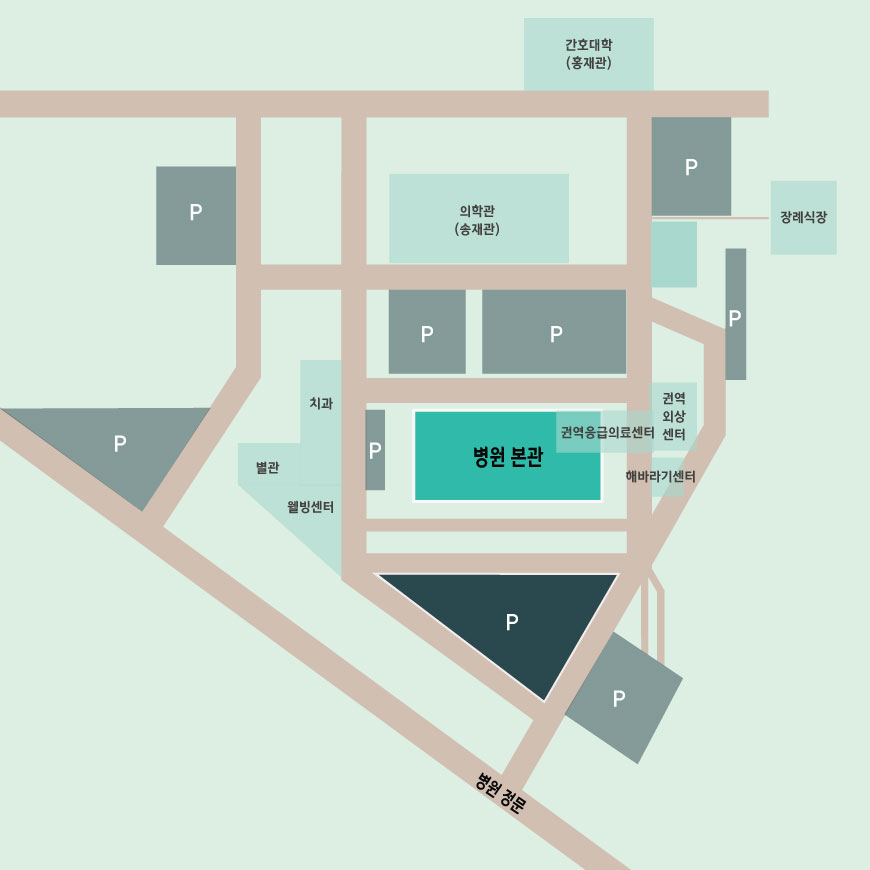 간호대학
(홍재관)
P
P
의학관
(송재관)
장례식장
P
P
P
치과
권역
외상
센터
권역응급의료센터
P
P
병원 본관
별관
해바라기센터
웰빙센터
P
P
병원 정문